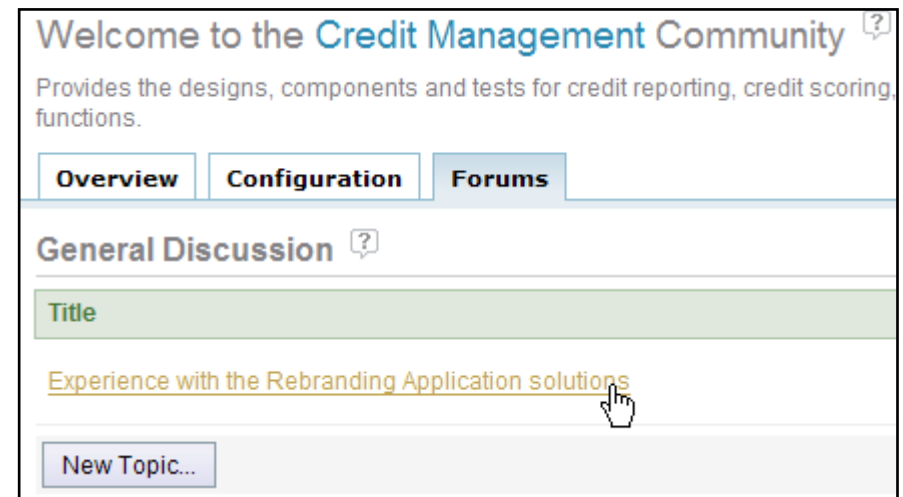 Welcome to the Credit Management Community ?
Provides the designs, components and tests for credit reporting, credit scoring,
functions.
Overview Configuration Forums
General Discussion ?
Title
Experience with the Rebranding Application solutions
New Topic...